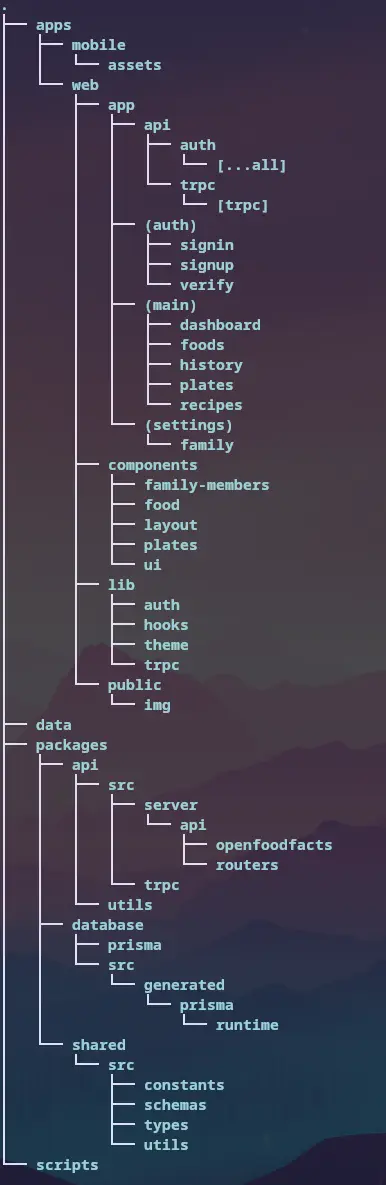 .
├── apps
│   ├── mobile
│   │   └── assets
│   └── web
│       ├── app
│       │   ├── api
│       │   │   ├── auth
│       │   │   │   └── [...all]
│       │   │   └── trpc
│       │   │       └── [trpc]
│       │   ├── (auth)
│       │   │   ├── signin
│       │   │   ├── signup
│       │   │   └── verify
│       │   ├── (main)
│       │   │   ├── dashboard
│       │   │   ├── foods
│       │   │   ├── history
│       │   │   ├── plates
│       │   │   └── recipes
│       │   └── (settings)
│       │       └── family
│       ├── components
│       │   ├── family-members
│       │   ├── food
│       │   ├── layout
│       │   ├── plates
│       │   └── ui
│       ├── lib
│       │   ├── auth
│       │   ├── hooks
│       │   ├── theme
│       │   └── trpc
│       └── public
│           └── img
├── data
├── packages
│   ├── api
│   │   ├── src
│   │   │   ├── server
│   │   │   │   └── api
│   │   │   │       ├── openfoodfacts
│   │   │   │       └── routers
│   │   │   └── trpc
│   │   └── utils
│   ├── database
│   │   ├── prisma
│   │   └── src
│   │       └── generated
│   │           └── prisma
│   │               └── runtime
│   └── shared
│       └── src
│           ├── constants
│           ├── schemas
│           ├── types
│           └── utils
└── scripts